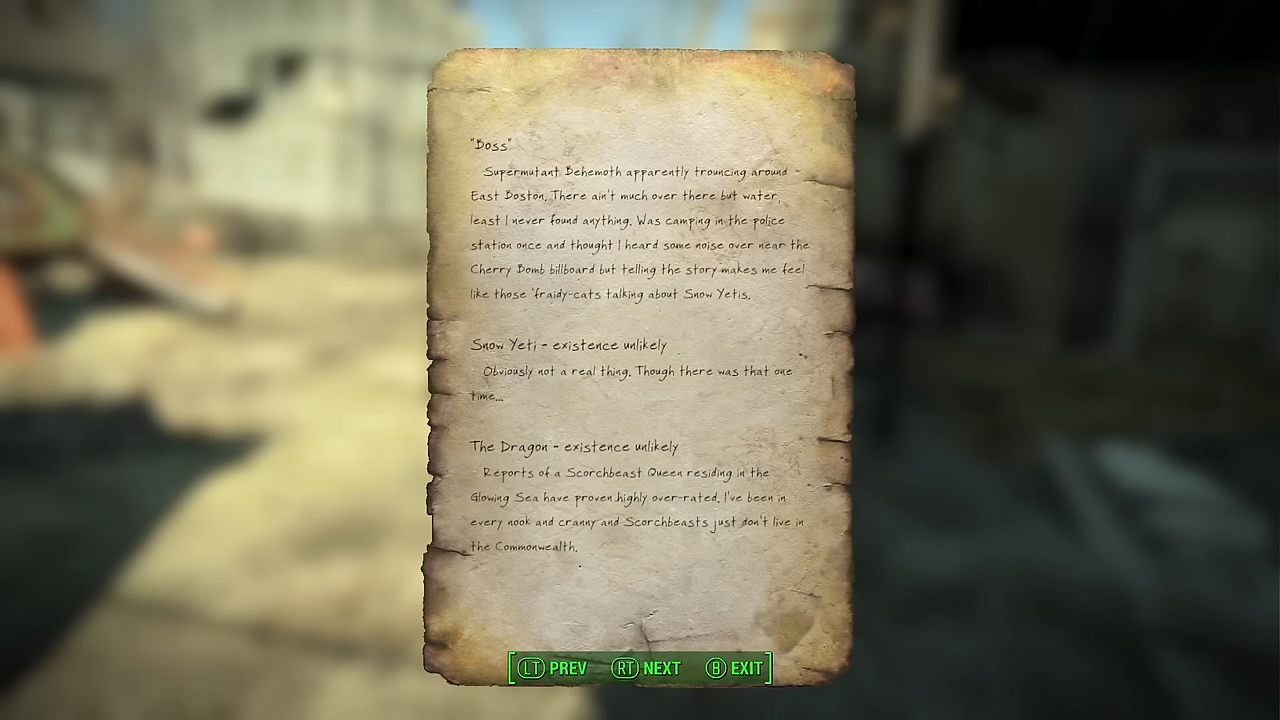 "Boss"
Supermutant Behemoth apparently trouncing around
East Boston. There ain't much over there but water,
least I never found anything. Was camping in the police
station once and thought I heard some noise over near the
Cherry Bomb billboard but telling the story makes me feel
like those 'fraidy-cats talking about Snow Yetis.
Snow Yeti - existence unlikely
Obviously not a real thing. Though there was that one
time...
The Dragon - existence unlikely
Reports of a Scorchbeast Queen residing in the
Glowing Sea have proven highly over-rated. I've been in
every nook and cranny and Scorchbeasts just don't live in
the Commonwealth.
LT PREV RT NEXT B EXIT